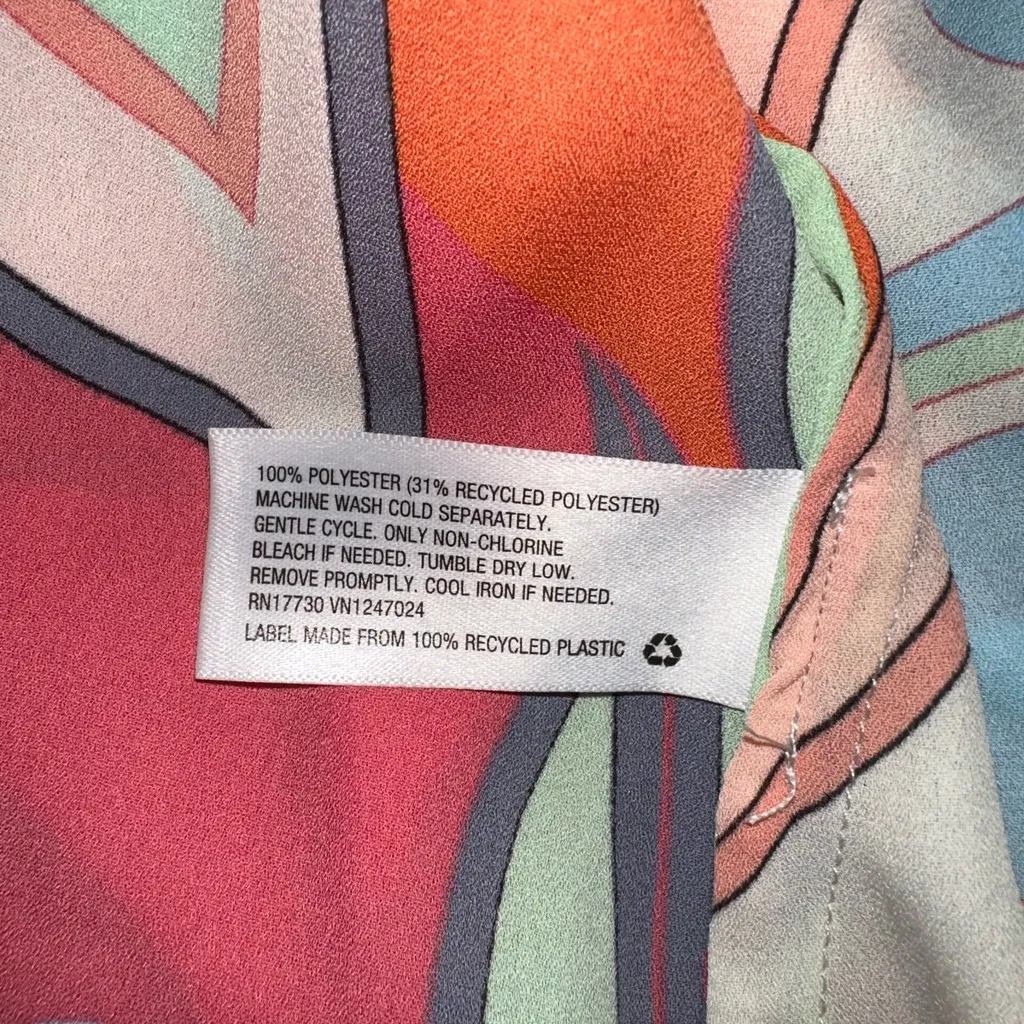 100% POLYESTER (31% RECYCLED POLYESTER)
MACHINE WASH COLD SEPARATELY.
GENTLE CYCLE. ONLY NON-CHLORINE
BLEACH IF NEEDED. TUMBLE DRY LOW.
REMOVE PROMPTLY. COOL IRON IF NEEDED.
RN17730 VN1247024
LABEL MADE FROM 100% RECYCLED PLASTIC